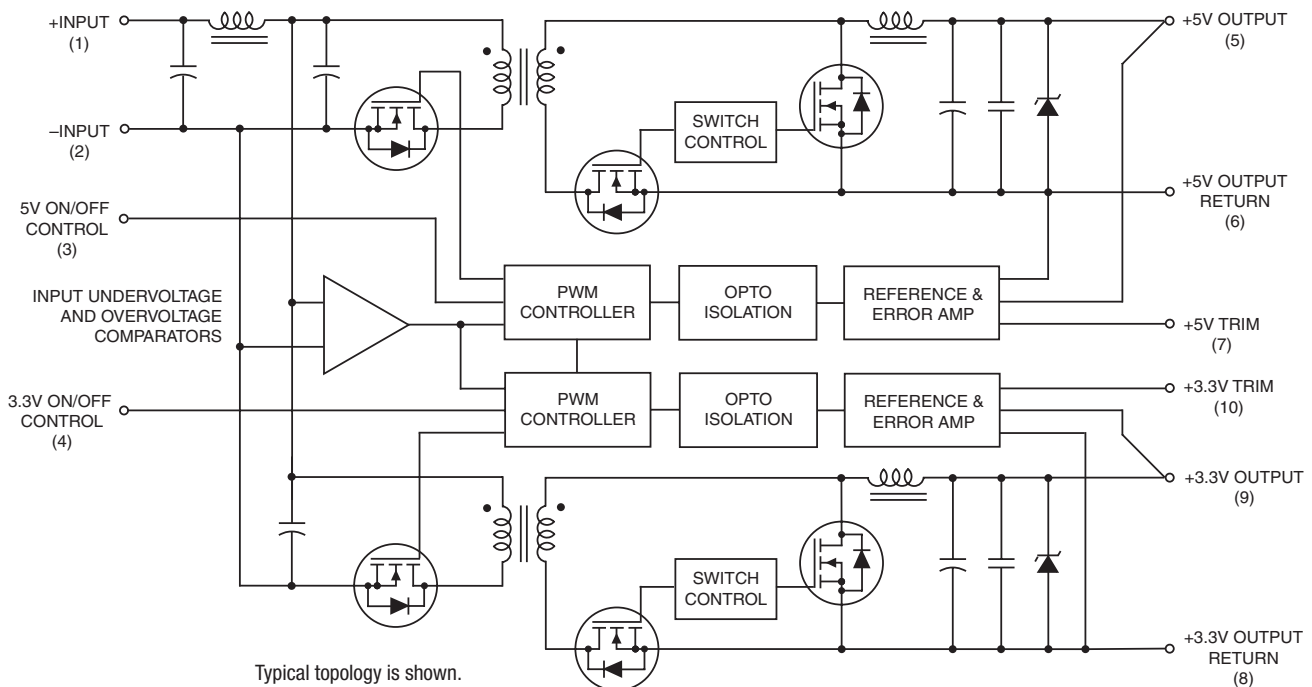 +INPUT
(1)
–INPUT
(2)
5V ON/OFF
CONTROL
(3)
INPUT UNDERVOLTAGE
AND OVERVOLTAGE
COMPARATORS
3.3V ON/OFF
CONTROL
(4)
SWITCH
CONTROL
+5V OUTPUT
(5)
+5V OUTPUT
RETURN
(6)
PWM
CONTROLLER
OPTO
ISOLATION
REFERENCE &
ERROR AMP
+5V TRIM
(7)
PWM
CONTROLLER
OPTO
ISOLATION
REFERENCE &
ERROR AMP
+3.3V TRIM
(10)
+3.3V OUTPUT
(9)
SWITCH
CONTROL
+3.3V OUTPUT
RETURN
(8)
Typical topology is shown.